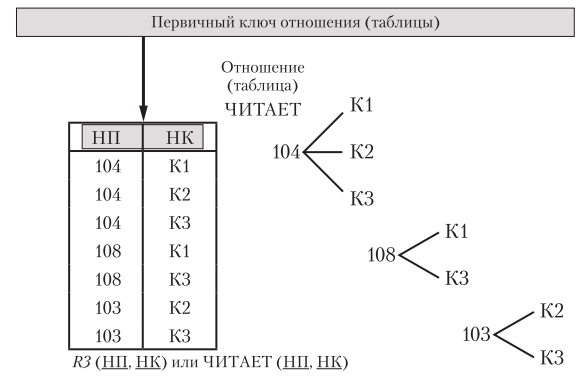 Первичный ключ отношения (таблицы)
Отношение
(таблица)
ЧИТАЕТ
НП НК
104 К1
104 К2
104 К3
108 К1
108 К3
103 К2
103 К3
104 К1
К2
К3
108 К1
К3
103 К2
К3
R3 (НП, НК) или ЧИТАЕТ (НП, НК)